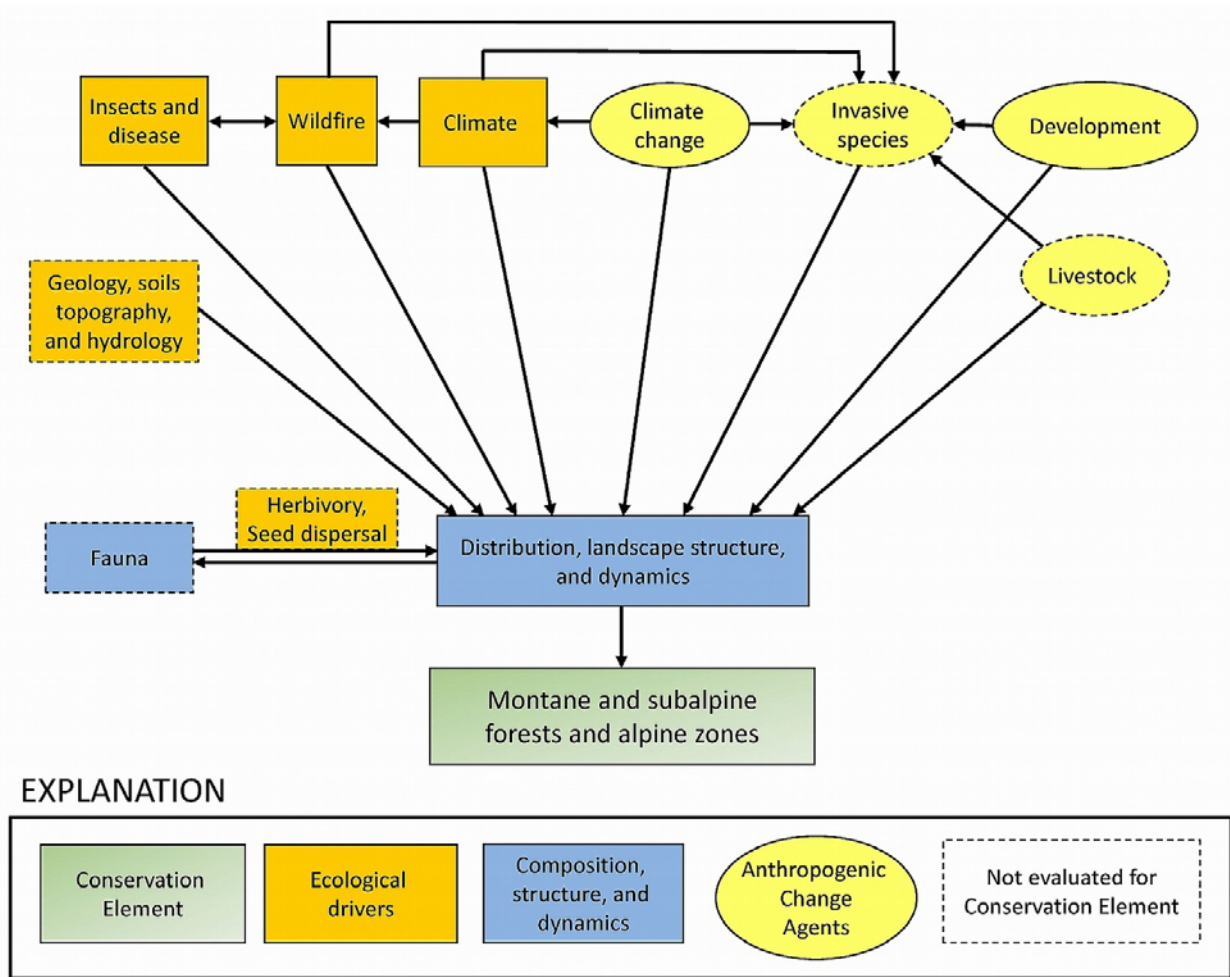 Insects and
disease
Wildfire
Climate
Climate
change
Invasive
species
Development
Geology, soils
topography,
and hydrology
Livestock
Herbivory,
Seed dispersal
Fauna
Distribution, landscape structure,
and dynamics
Montane and subalpine
forests and alpine zones
EXPLANATION
Conservation
Element
Ecological
drivers
Composition,
structure, and
dynamics
Anthropogenic
Change
Agents
Not evaluated for
Conservation Element